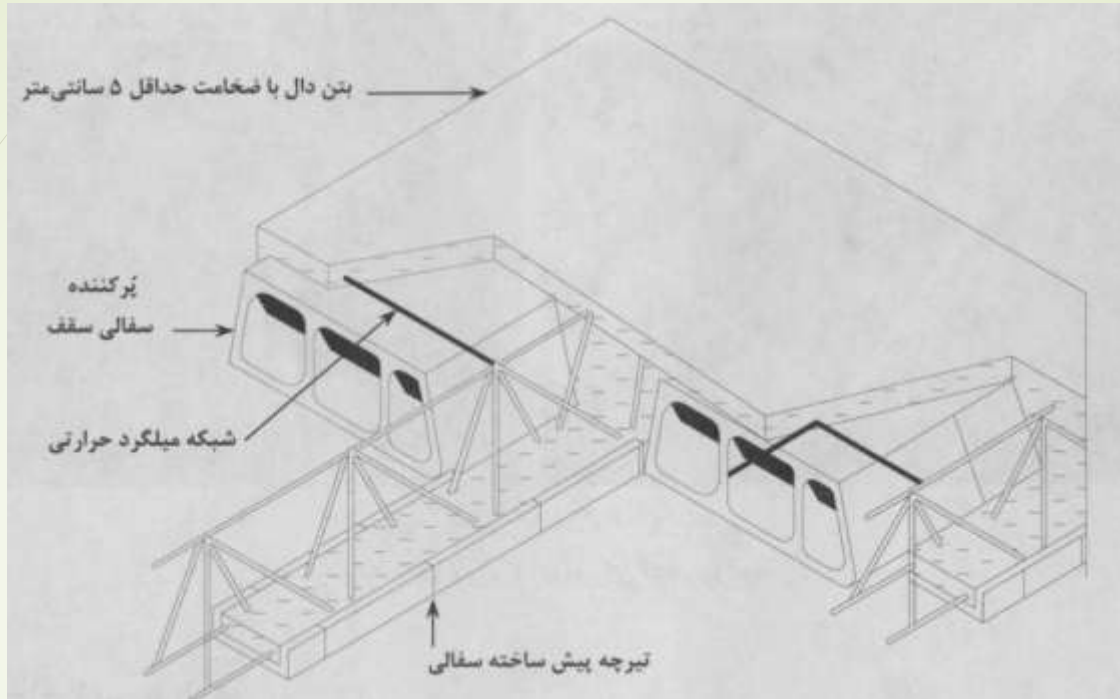 بتن دال با ضخامت حداقل ۵ سانتی‌متر
پُرکننده
سفالی سقف
شبکه میلگرد حرارتی
تیرچه پیش ساخته سفالی